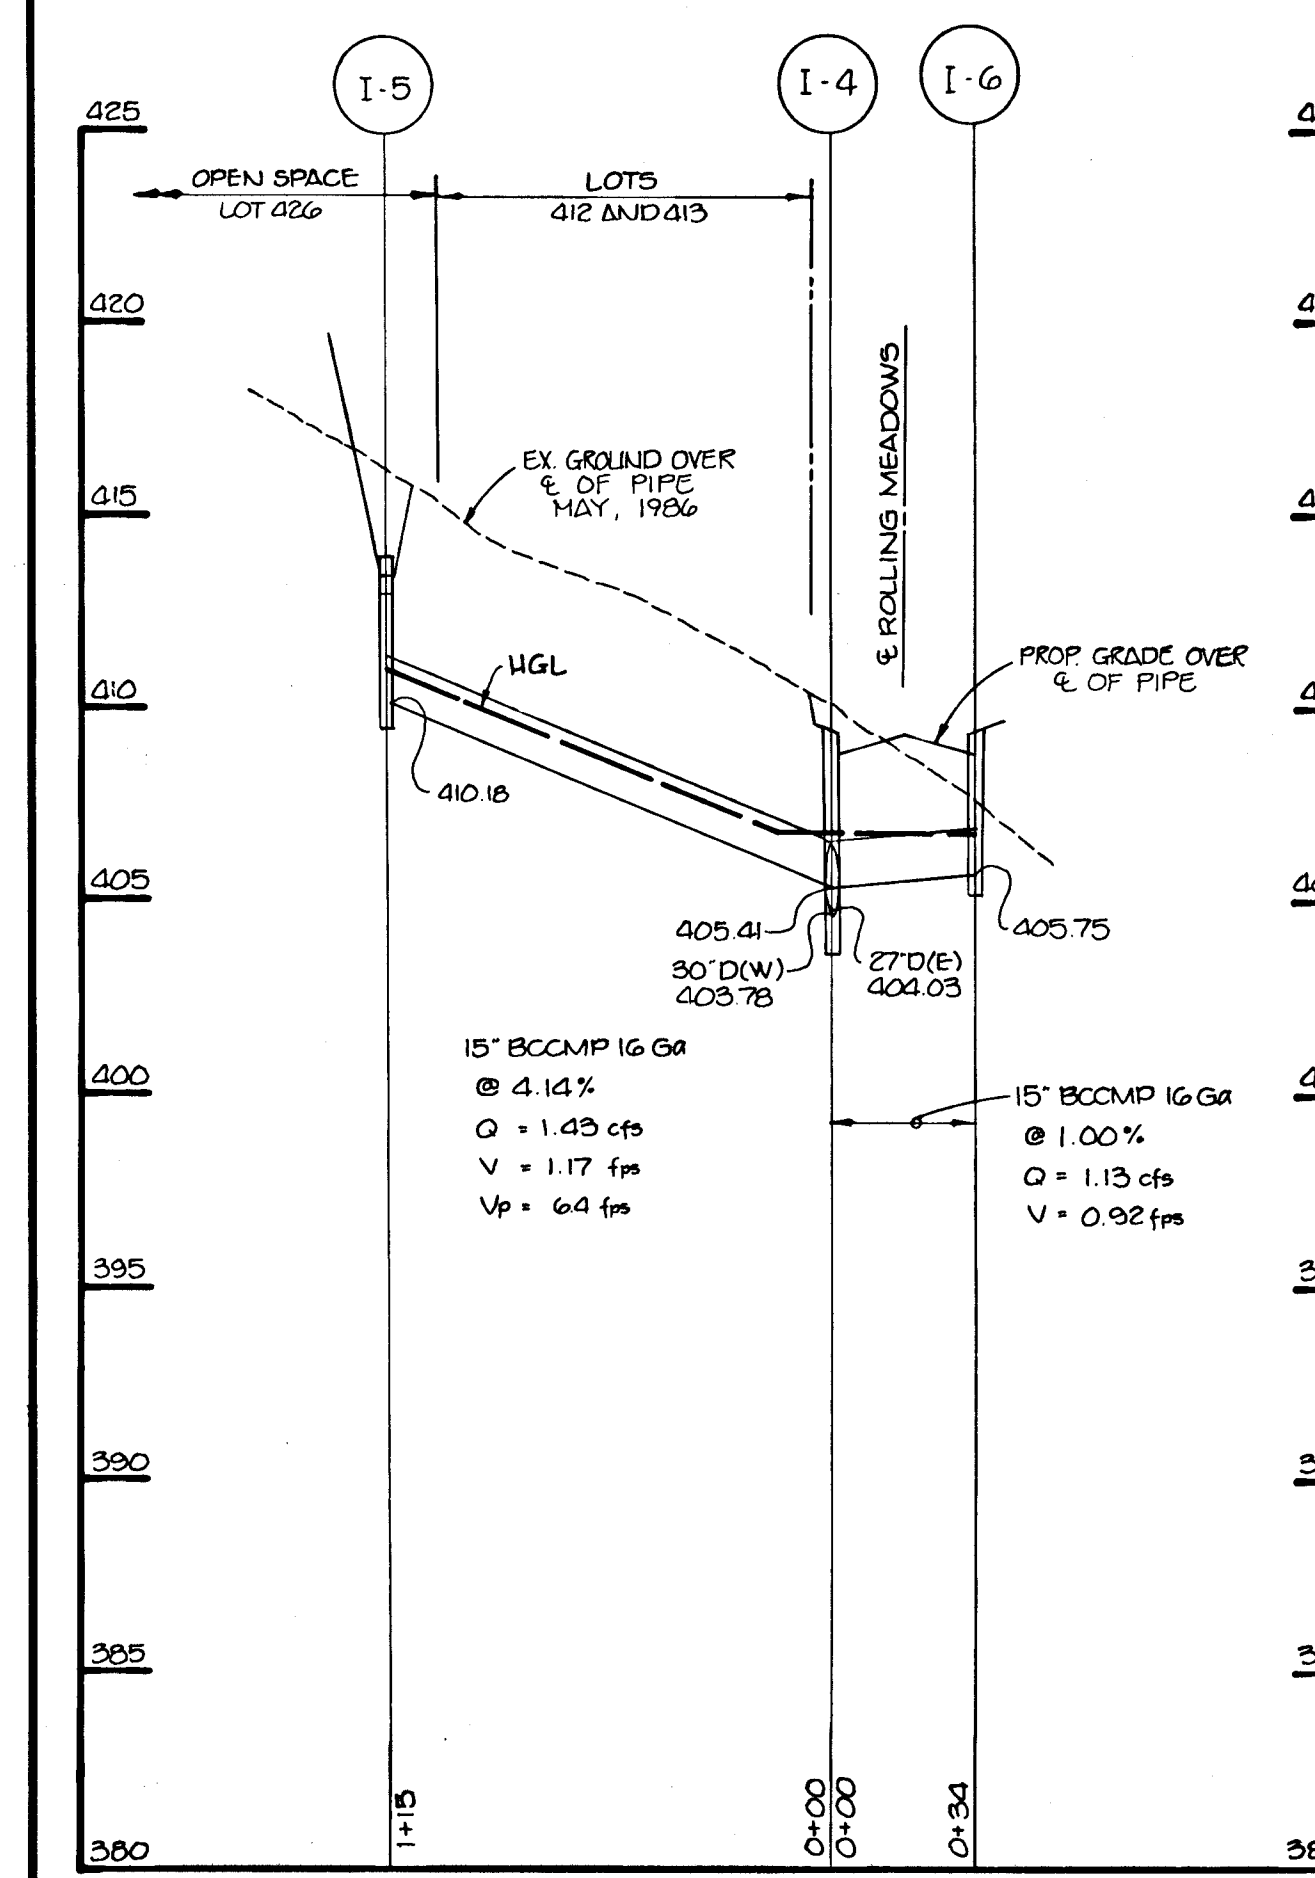 I-5
I-4
I-6
425
OPEN SPACE
LOT 426
LOTS
412 AND 413
420
415
410
405
400
395
390
385
380
EX. GROUND OVER
℄ OF PIPE
MAY, 1986
℄ ROLLING MEADOWS
HGL
PROP. GRADE OVER
℄ OF PIPE
410.18
405.41
30"D(W)
403.78
27"D(E)
404.03
405.75
15" BCCMP 16 Ga
@ 4.14%
Q = 1.43 cfs
V = 1.17 fps
Vp = 6.4 fps
15" BCCMP 16 Ga
@ 1.00%
Q = 1.13 cfs
V = 0.92 fps
1+15
0+00
0+00
0+34